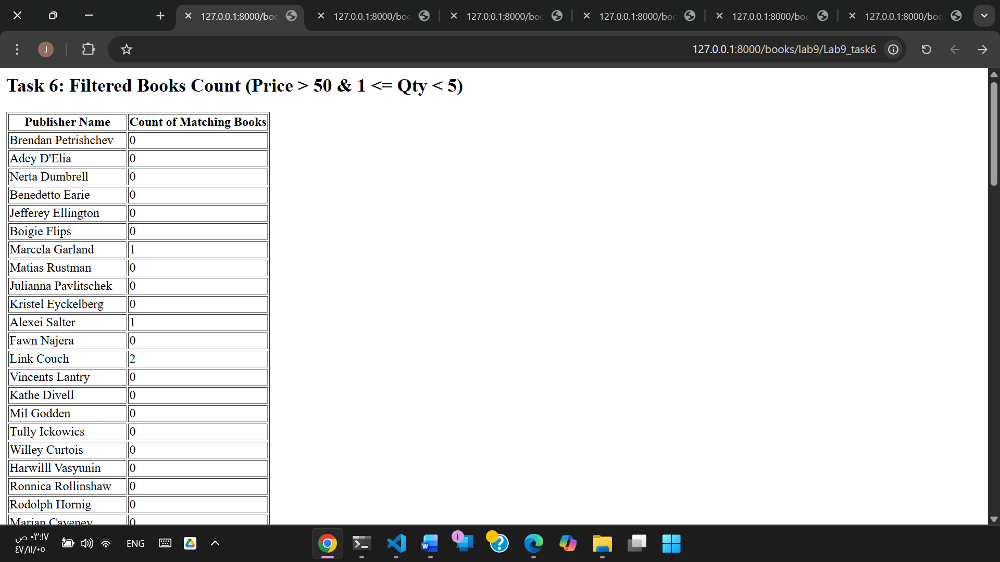 127.0.0.1:8000/boo
127.0.0.1:8000/boo
127.0.0.1:8000/boo
127.0.0.1:8000/boo
127.0.0.1:8000/boo
127.0.0.1:8000/boo
J
127.0.0.1:8000/books/lab9/Lab9_task6
Task 6: Filtered Books Count (Price > 50 & 1 <= Qty < 5)
Publisher Name Count of Matching Books
Brendan Petrishchev 0
Adey D'Elia 0
Nerta Dumbrell 0
Benedetto Earie 0
Jefferey Ellington 0
Boigie Flips 0
Marcela Garland 1
Matias Rustman 0
Julianna Pavlitschek 0
Kristel Eyckelberg 0
Alexei Salter 1
Fawn Najera 0
Link Couch 2
Vincents Lantry 0
Kathe Divell 0
Mil Godden 0
Tully Ickowics 0
Willey Curtois 0
Harwilll Vasyunin 0
Ronnica Rollinshaw 0
Rodolph Hornig 0
Marian Caveney 0
٠٣:١٧ ص
٤٧/١١/٠٥
ENG
W
١